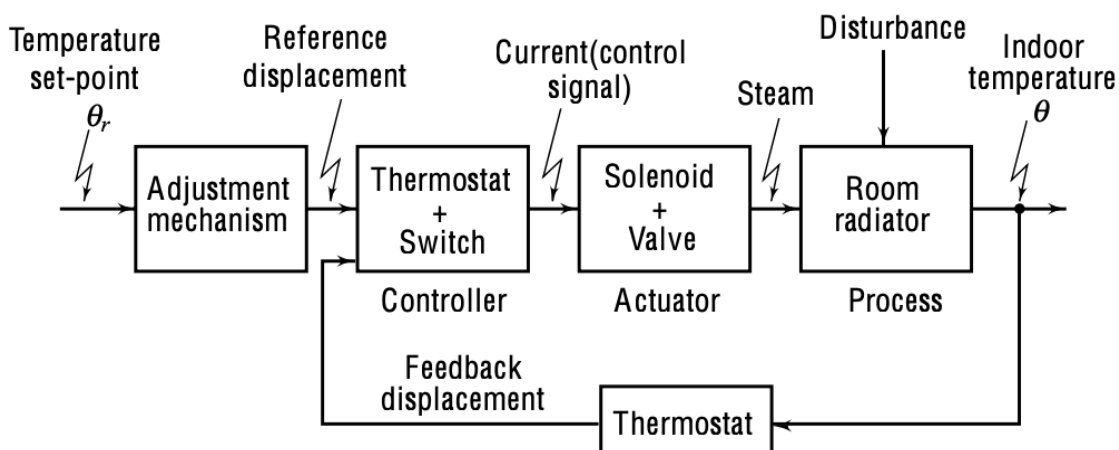 Temperature
set-point
θr
Reference
displacement
Current(control
signal)
Steam
Disturbance
Indoor
temperature
θ
Adjustment
mechanism
Thermostat
+
Switch
Solenoid
+
Valve
Room
radiator
Controller
Actuator
Process
Feedback
displacement
Thermostat